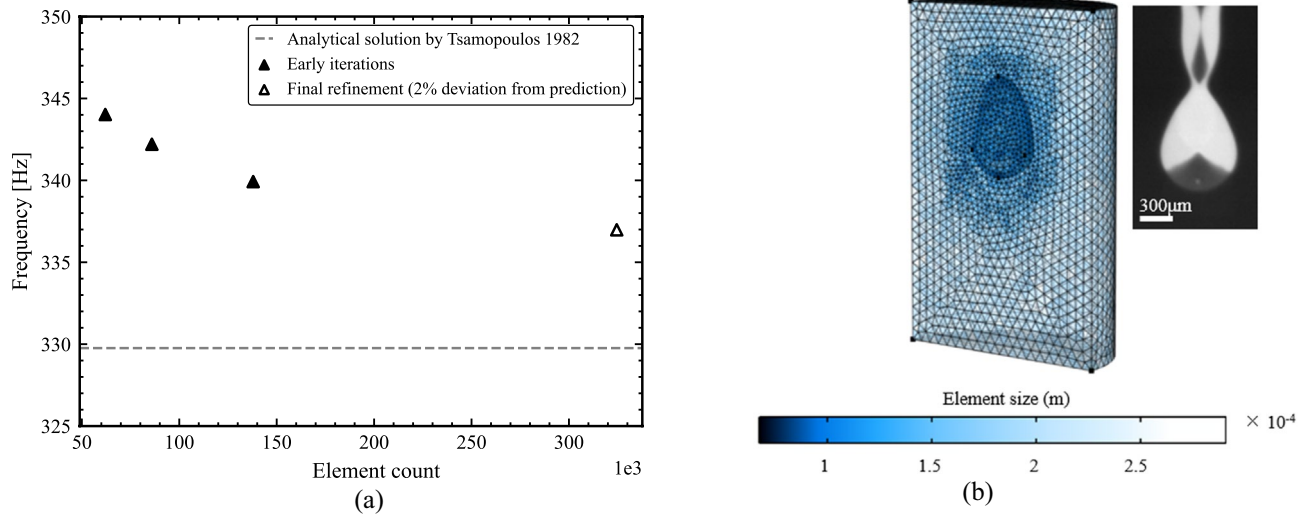 350
345
340
335
330
325
Frequency [Hz]
Analytical solution by Tsamopoulos 1982
Early iterations
Final refinement (2% deviation from prediction)
50 100 150 200 250 300
1e3
Element count
(a)
300μm
Element size (m)
× 10-4
1 1.5 2 2.5
(b)